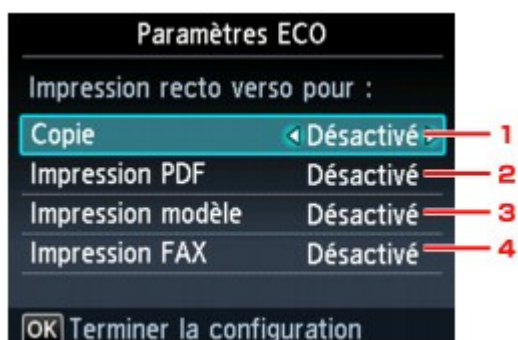 Paramètres ECO
Impression recto verso pour :
Copie Désactivé 1
Impression PDF Désactivé 2
Impression modèle Désactivé 3
Impression FAX Désactivé 4
OK Terminer la configuration